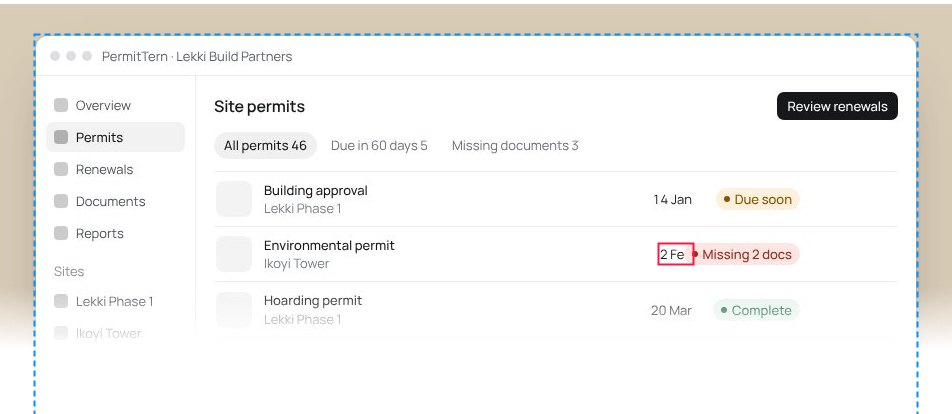 PermitTern · Lekki Build Partners
Overview
Permits
Renewals
Documents
Reports
Sites
Lekki Phase 1
Ikoyi Tower
Site permits
Review renewals
All permits 46
Due in 60 days 5
Missing documents 3
Building approval
Lekki Phase 1
14 Jan
Due soon
Environmental permit
Ikoyi Tower
2 Fe
Missing 2 docs
Hoarding permit
Lekki Phase 1
20 Mar
Complete